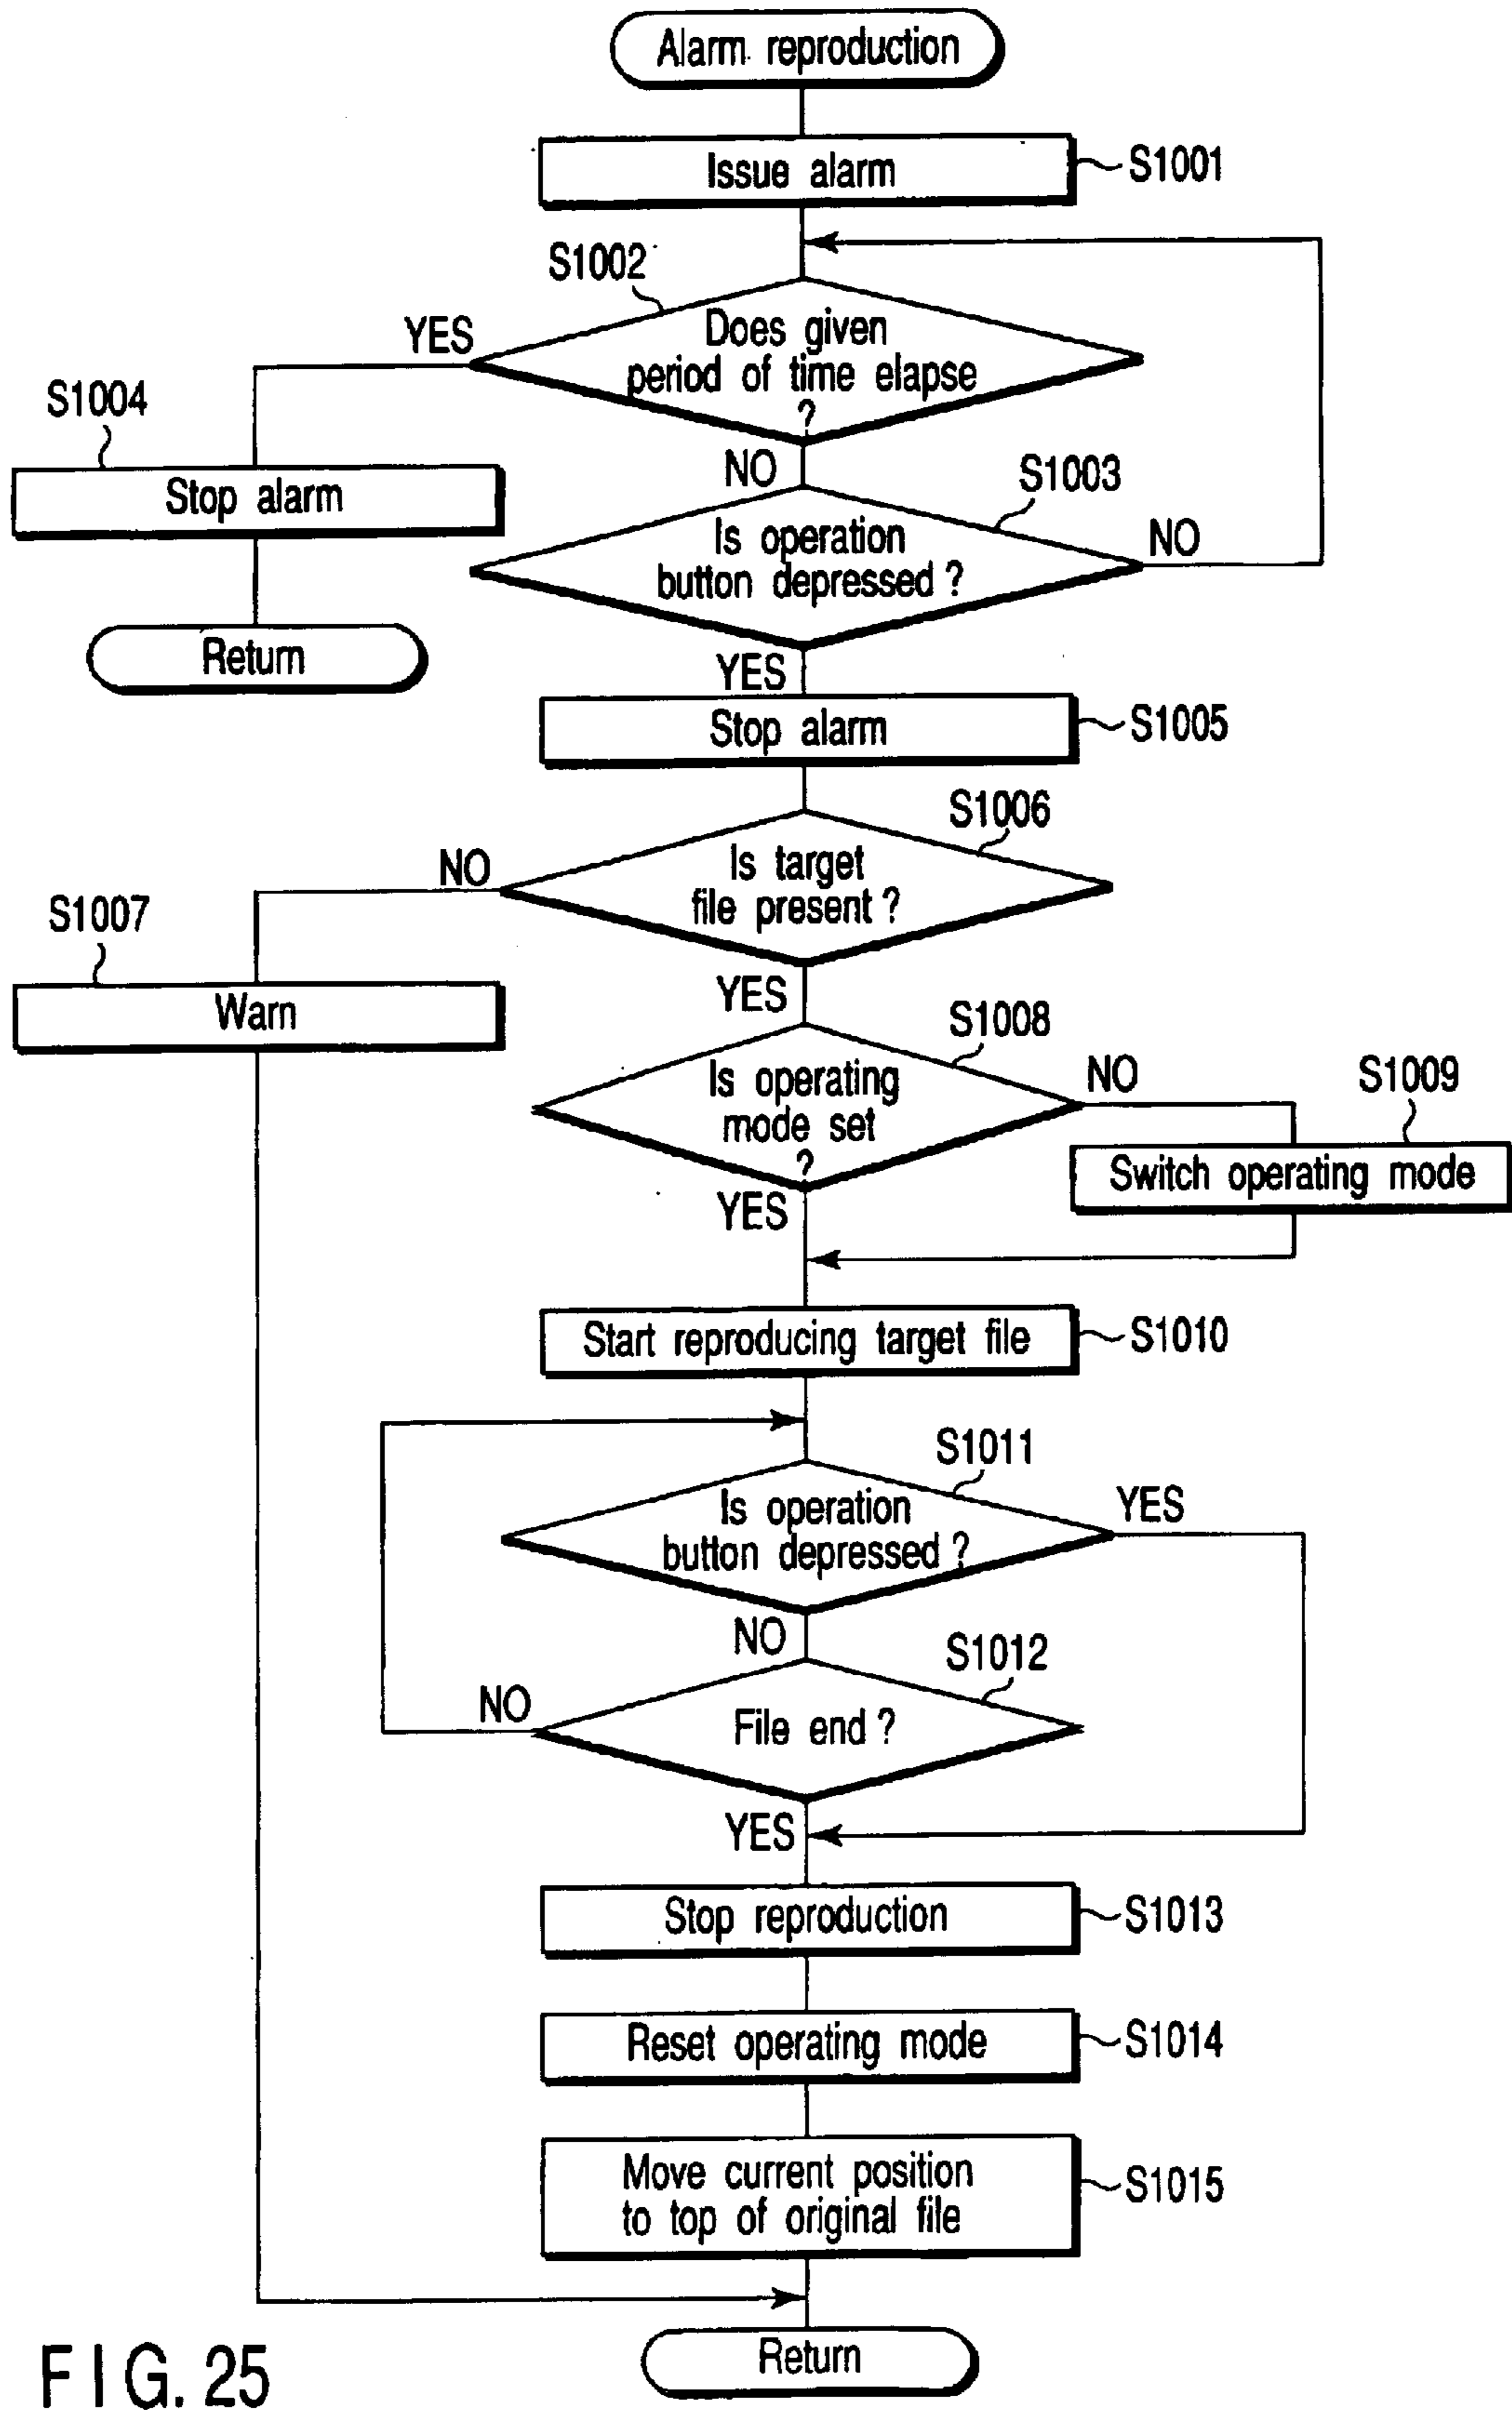 Alarm reproduction
Issue alarm
S1001
S1002
Does given
period of time elapse
?
YES
NO
S1004
Stop alarm
Return
S1003
Is operation
button depressed ?
NO
YES
Stop alarm
S1005
S1006
Is target
file present ?
NO
YES
S1007
Warn
S1008
Is operating
mode set
?
NO
YES
S1009
Switch operating mode
Start reproducing target file
S1010
S1011
Is operation
button depressed ?
YES
NO
S1012
File end ?
NO
YES
Stop reproduction
S1013
Reset operating mode
S1014
Move current position
to top of original file
S1015
Return
FIG. 25